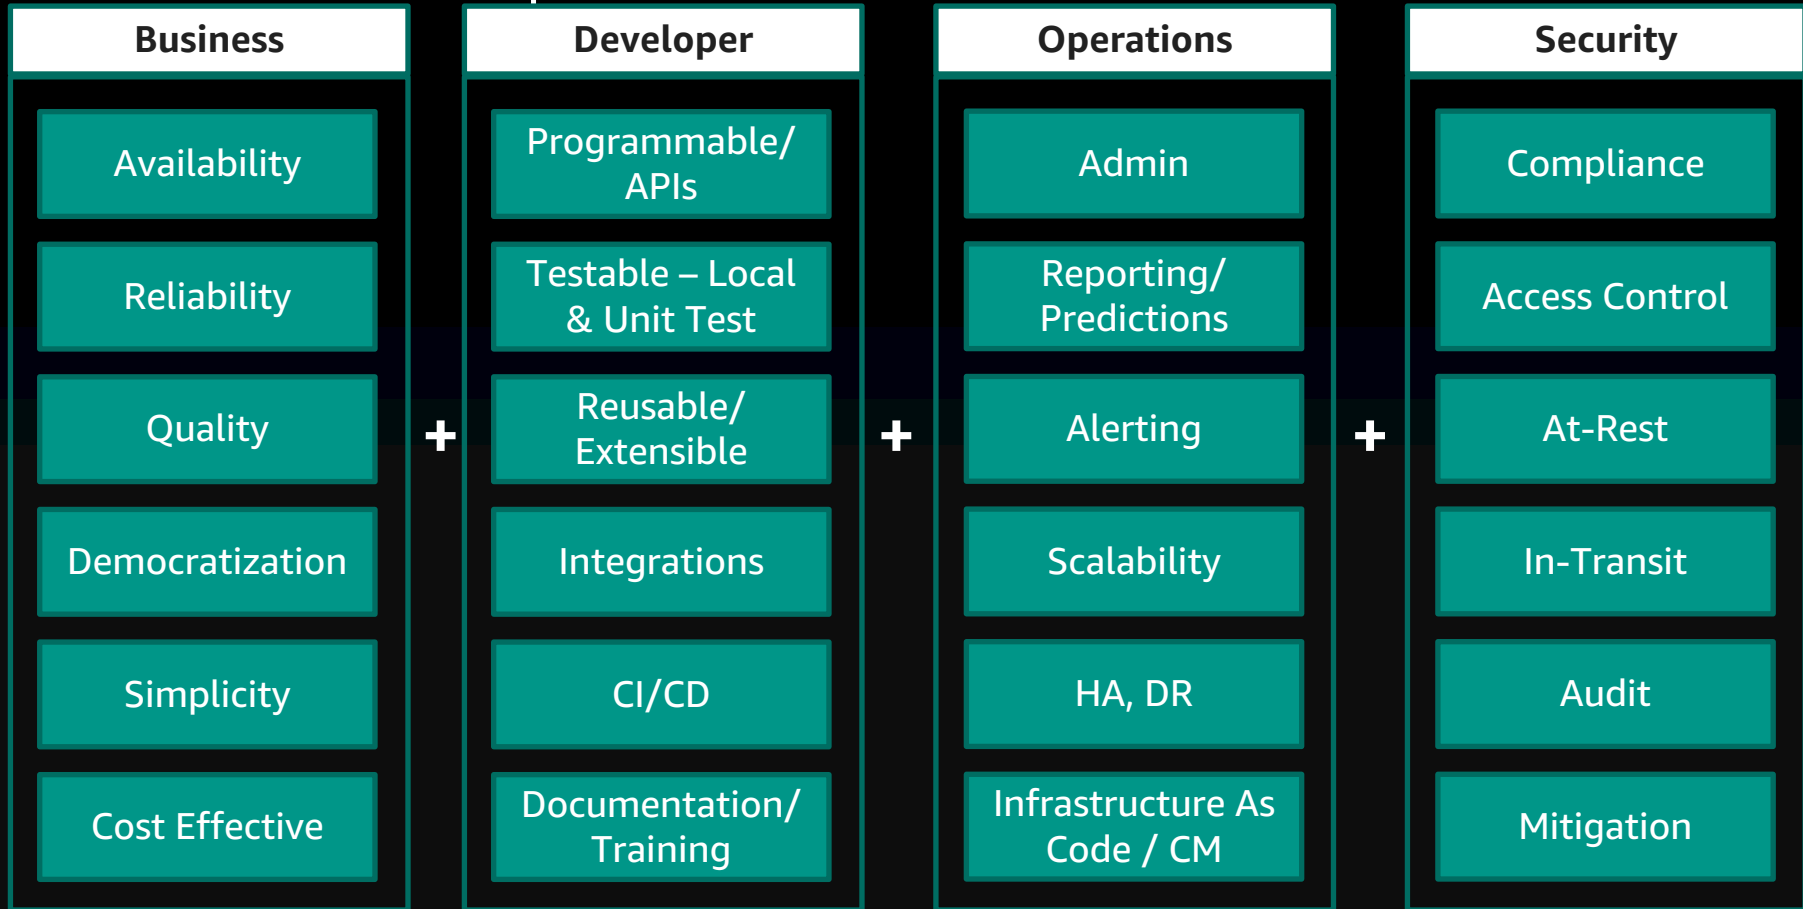 Business
Availability
Reliability
Quality
Democratization
Simplicity
Cost Effective
+
Developer
Programmable/
APIs
Testable – Local
& Unit Test
Reusable/
Extensible
Integrations
CI/CD
Documentation/
Training
+
Operations
Admin
Reporting/
Predictions
Alerting
Scalability
HA, DR
Infrastructure As
Code / CM
+
Security
Compliance
Access Control
At-Rest
In-Transit
Audit
Mitigation